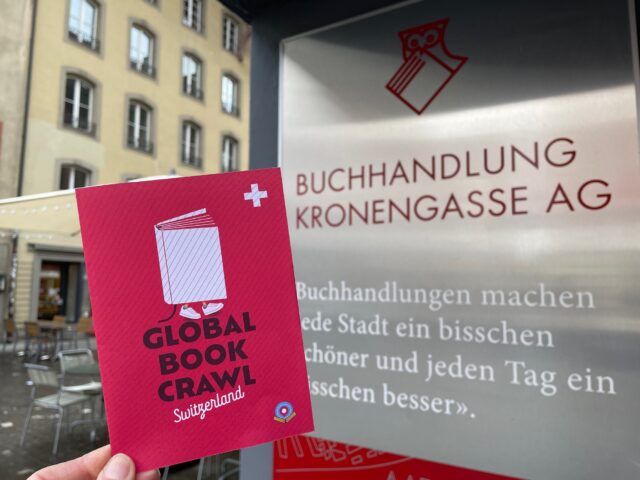 GLOBAL
BOOK
CRAWL
Switzerland
BUCHHANDLUNG
KRONENGASSE AG
Buchhandlungen machen
ede Stadt ein bisschen
chöner und jeden Tag ein
isschen besser».